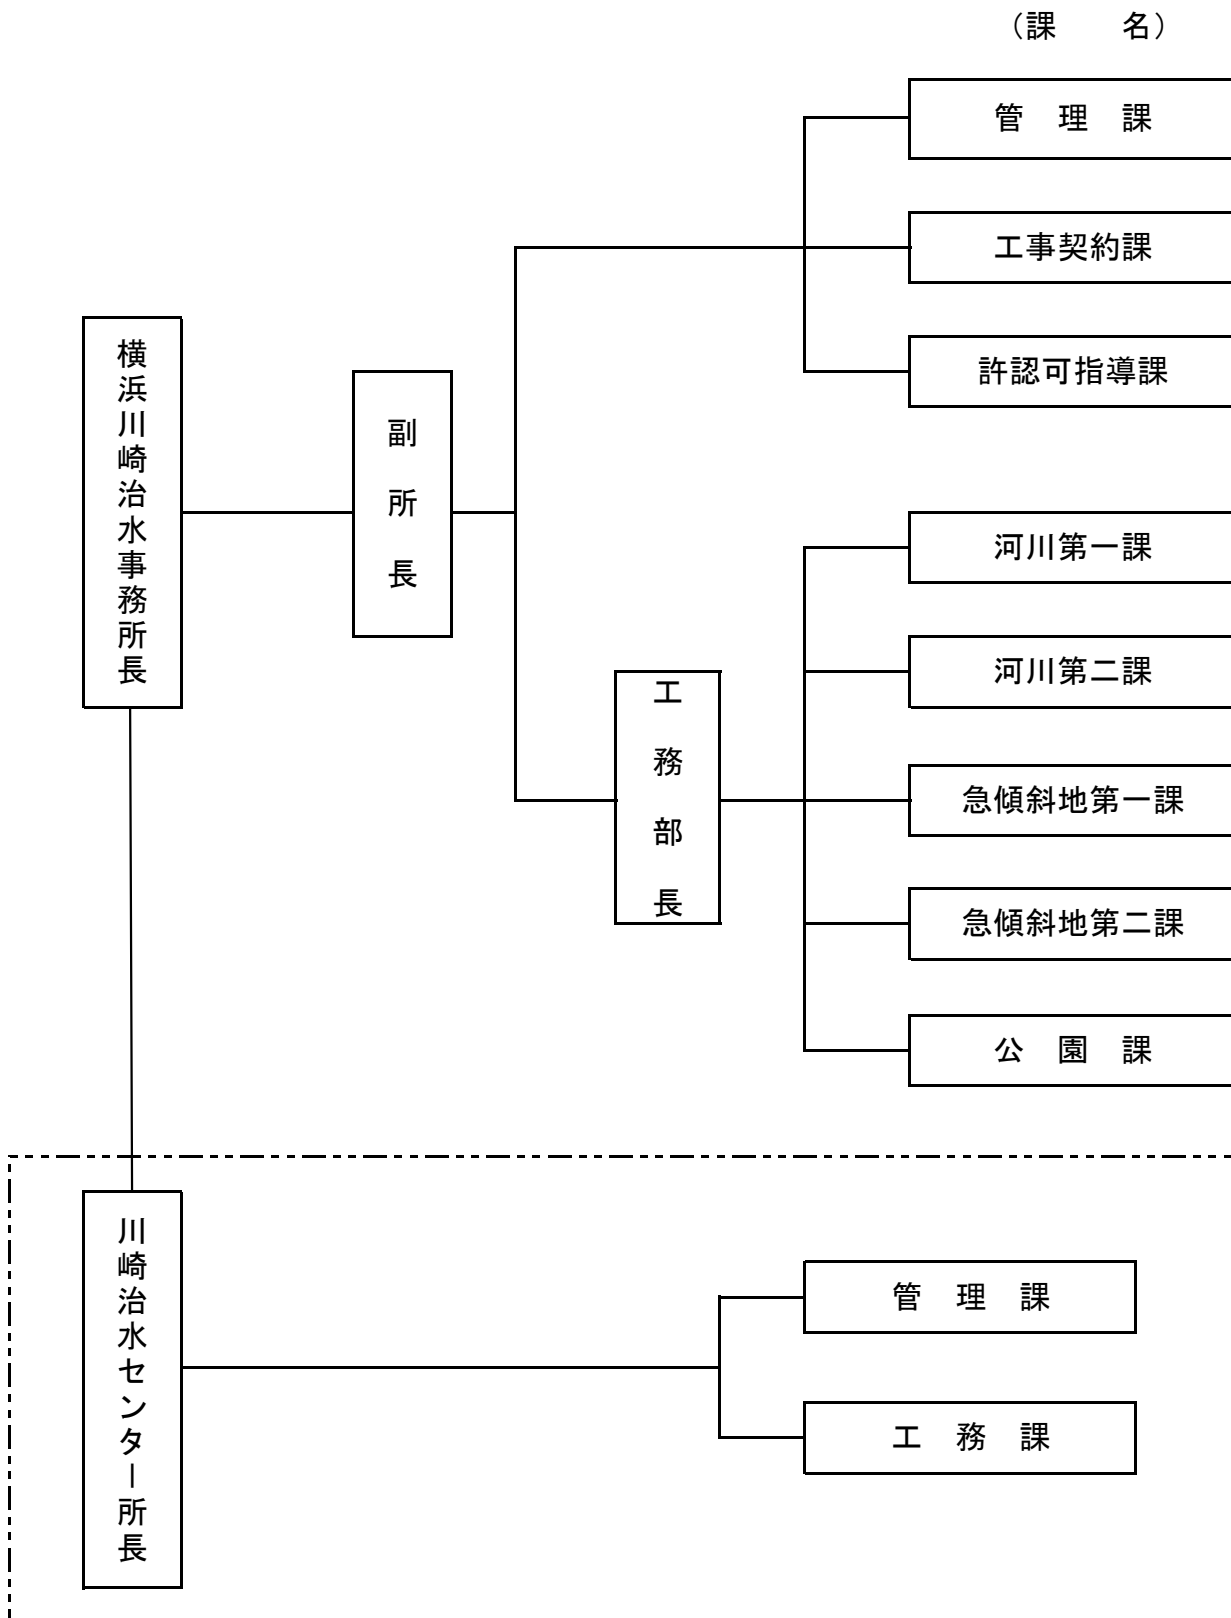 （課　　名）
管　理　課
工事契約課
許認可指導課
横浜川崎治水事務所長
副所長
河川第一課
河川第二課
工務部長
急傾斜地第一課
急傾斜地第二課
公　園　課
川崎治水センター所長
管　理　課
工　務　課